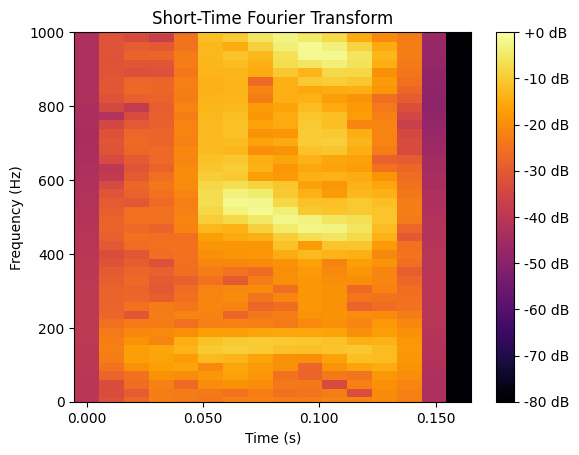 Short-Time Fourier Transform
1000
800
600
400
200
0
Frequency (Hz)
0.000
0.050
0.100
0.150
Time (s)
+0 dB
-10 dB
-20 dB
-30 dB
-40 dB
-50 dB
-60 dB
-70 dB
-80 dB